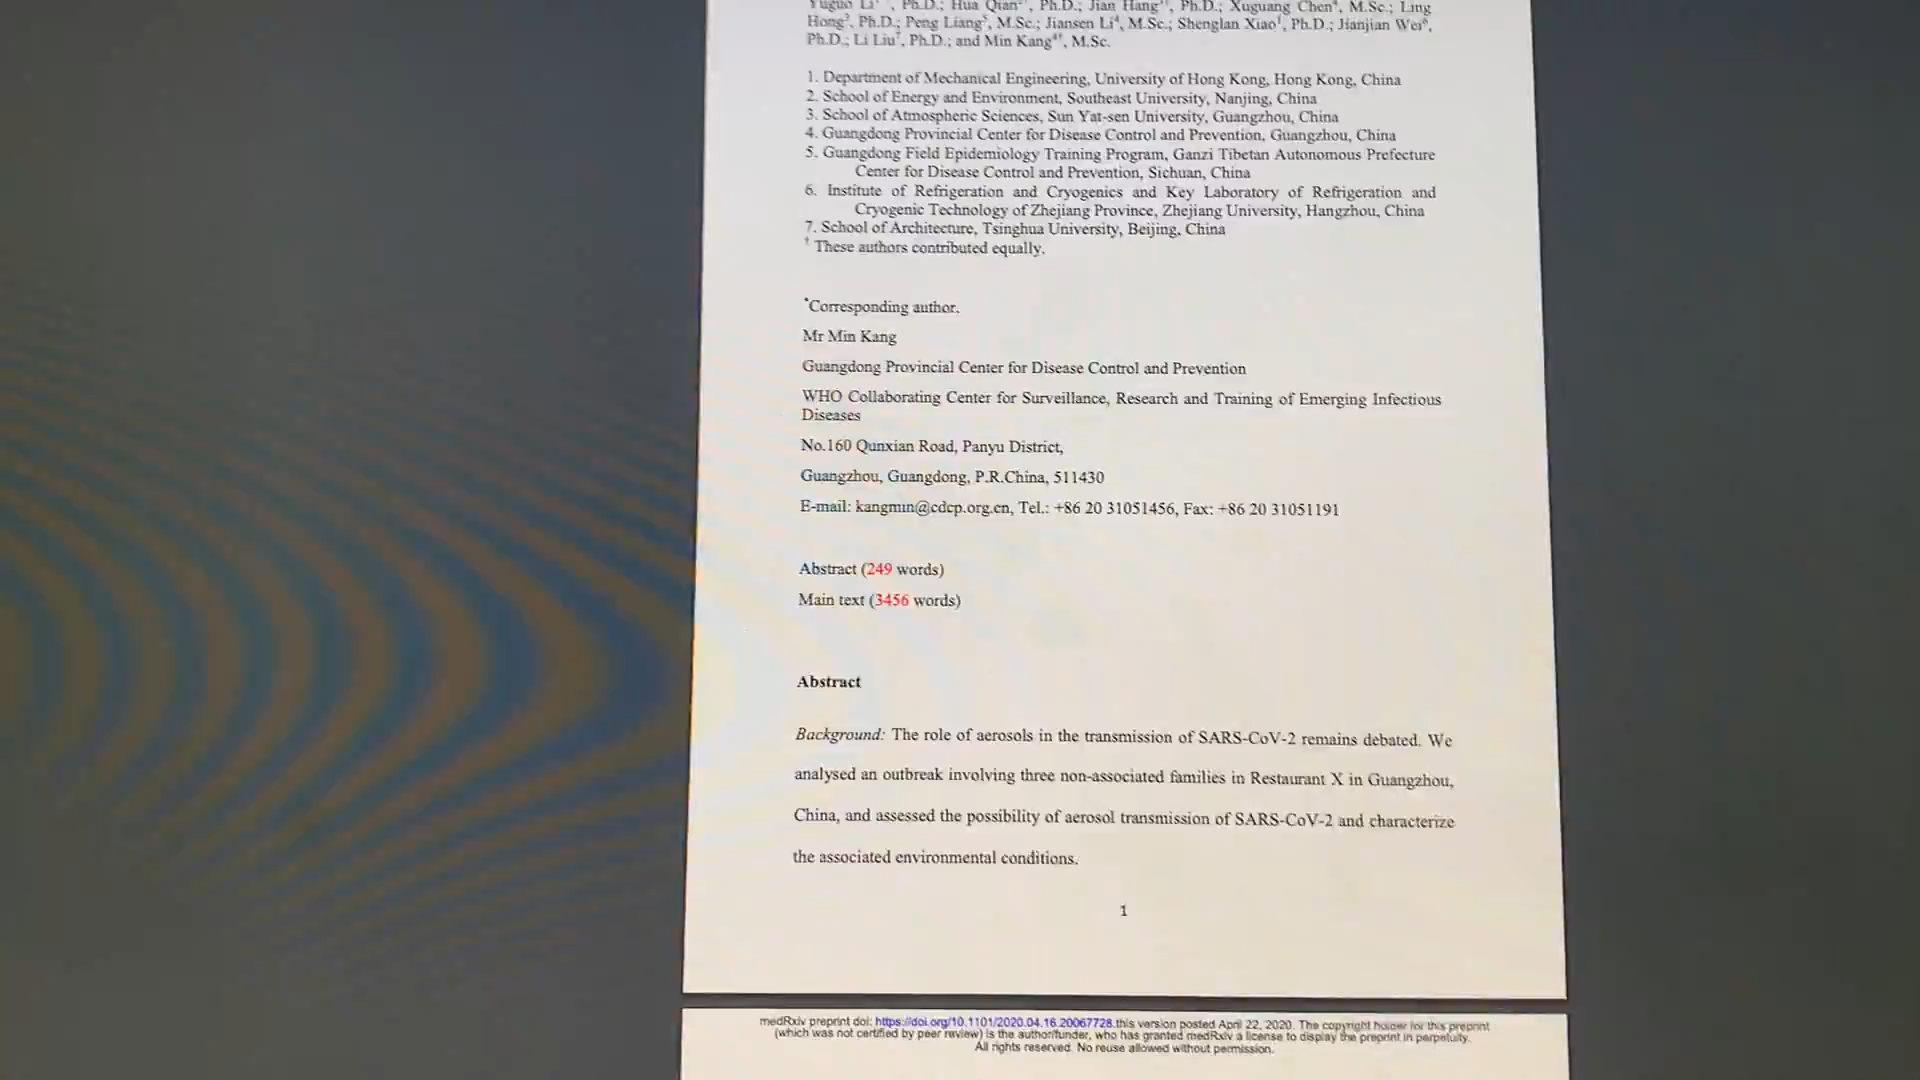 Yuguo Li¹*†, Ph.D.; Hua Qian²†, Ph.D.; Jian Hang³†, Ph.D.; Xuguang Chen⁴, M.Sc.; Ling
Hong², Ph.D.; Peng Liang⁵, M.Sc.; Jiansen Li⁴, M.Sc.; Shenglan Xiao¹, Ph.D.; Jianjian Wei⁶,
Ph.D.; Li Liu⁷, Ph.D.; and Min Kang⁴†, M.Sc.
1. Department of Mechanical Engineering, University of Hong Kong, Hong Kong, China
2. School of Energy and Environment, Southeast University, Nanjing, China
3. School of Atmospheric Sciences, Sun Yat-sen University, Guangzhou, China
4. Guangdong Provincial Center for Disease Control and Prevention, Guangzhou, China
5. Guangdong Field Epidemiology Training Program, Ganzi Tibetan Autonomous Prefecture
Center for Disease Control and Prevention, Sichuan, China
6. Institute of Refrigeration and Cryogenics and Key Laboratory of Refrigeration and
Cryogenic Technology of Zhejiang Province, Zhejiang University, Hangzhou, China
7. School of Architecture, Tsinghua University, Beijing, China
† These authors contributed equally.
*Corresponding author.
Mr Min Kang
Guangdong Provincial Center for Disease Control and Prevention
WHO Collaborating Center for Surveillance, Research and Training of Emerging Infectious
Diseases
No.160 Qunxian Road, Panyu District,
Guangzhou, Guangdong, P.R.China, 511430
E-mail: kangmin@cdcp.org.cn, Tel.: +86 20 31051456, Fax: +86 20 31051191
Abstract (249 words)
Main text (3456 words)
Abstract
Background: The role of aerosols in the transmission of SARS-CoV-2 remains debated. We
analysed an outbreak involving three non-associated families in Restaurant X in Guangzhou,
China, and assessed the possibility of aerosol transmission of SARS-CoV-2 and characterize
the associated environmental conditions.
1
medRxiv preprint doi: https://doi.org/10.1101/2020.04.16.20067728.this version posted April 22, 2020. The copyright holder for this preprint
(which was not certified by peer review) is the author/funder, who has granted medRxiv a license to display the preprint in perpetuity.
All rights reserved. No reuse allowed without permission.